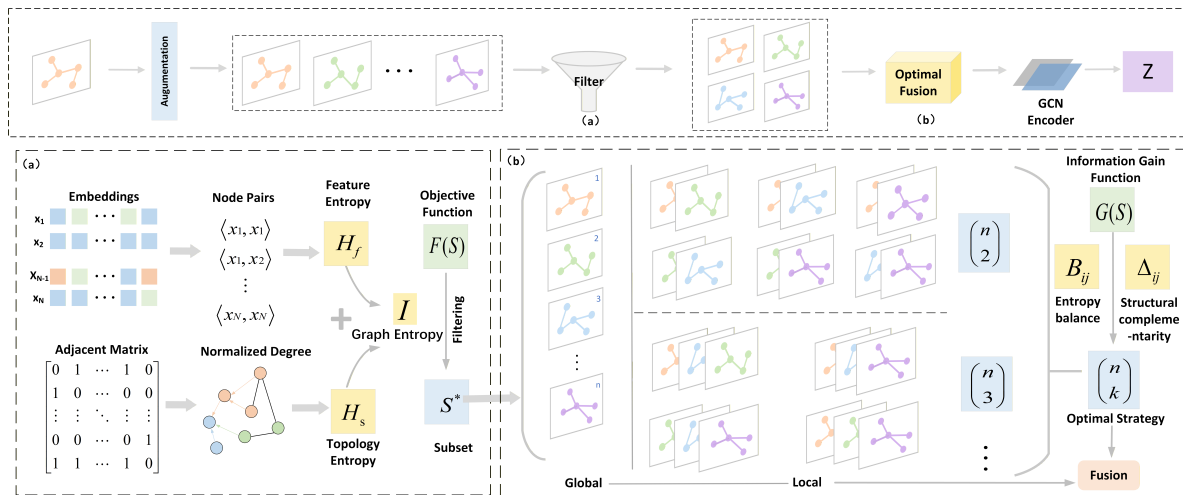 Augumentation
• • •
Filter
(a)
Optimal
Fusion
(b)
GCN
Encoder
Z
(a)
Embeddings
x1
x2
XN-1
xN
Node Pairs
⟨x1, x1⟩
⟨x1, x2⟩
⋮
⟨xN, xN⟩
Feature
Entropy
Hf
Objective
Function
F(S)
Filtering
I
Graph Entropy
Adjacent Matrix
0 1 ⋯ 1 0
1 0 ⋯ 0 0
⋮ ⋮ ⋱ ⋮ ⋮
0 0 ⋯ 0 1
1 1 ⋯ 1 0
Normalized Degree
Hs
Topology
Entropy
S*
Subset
(b)
1
2
3
⋮
n
Global
Local
(n 2)
(n 3)
⋮
Information Gain
Function
G(S)
Bij
Entropy
balance
Δij
Structural
compleme
-ntarity
(n k)
Optimal Strategy
Fusion